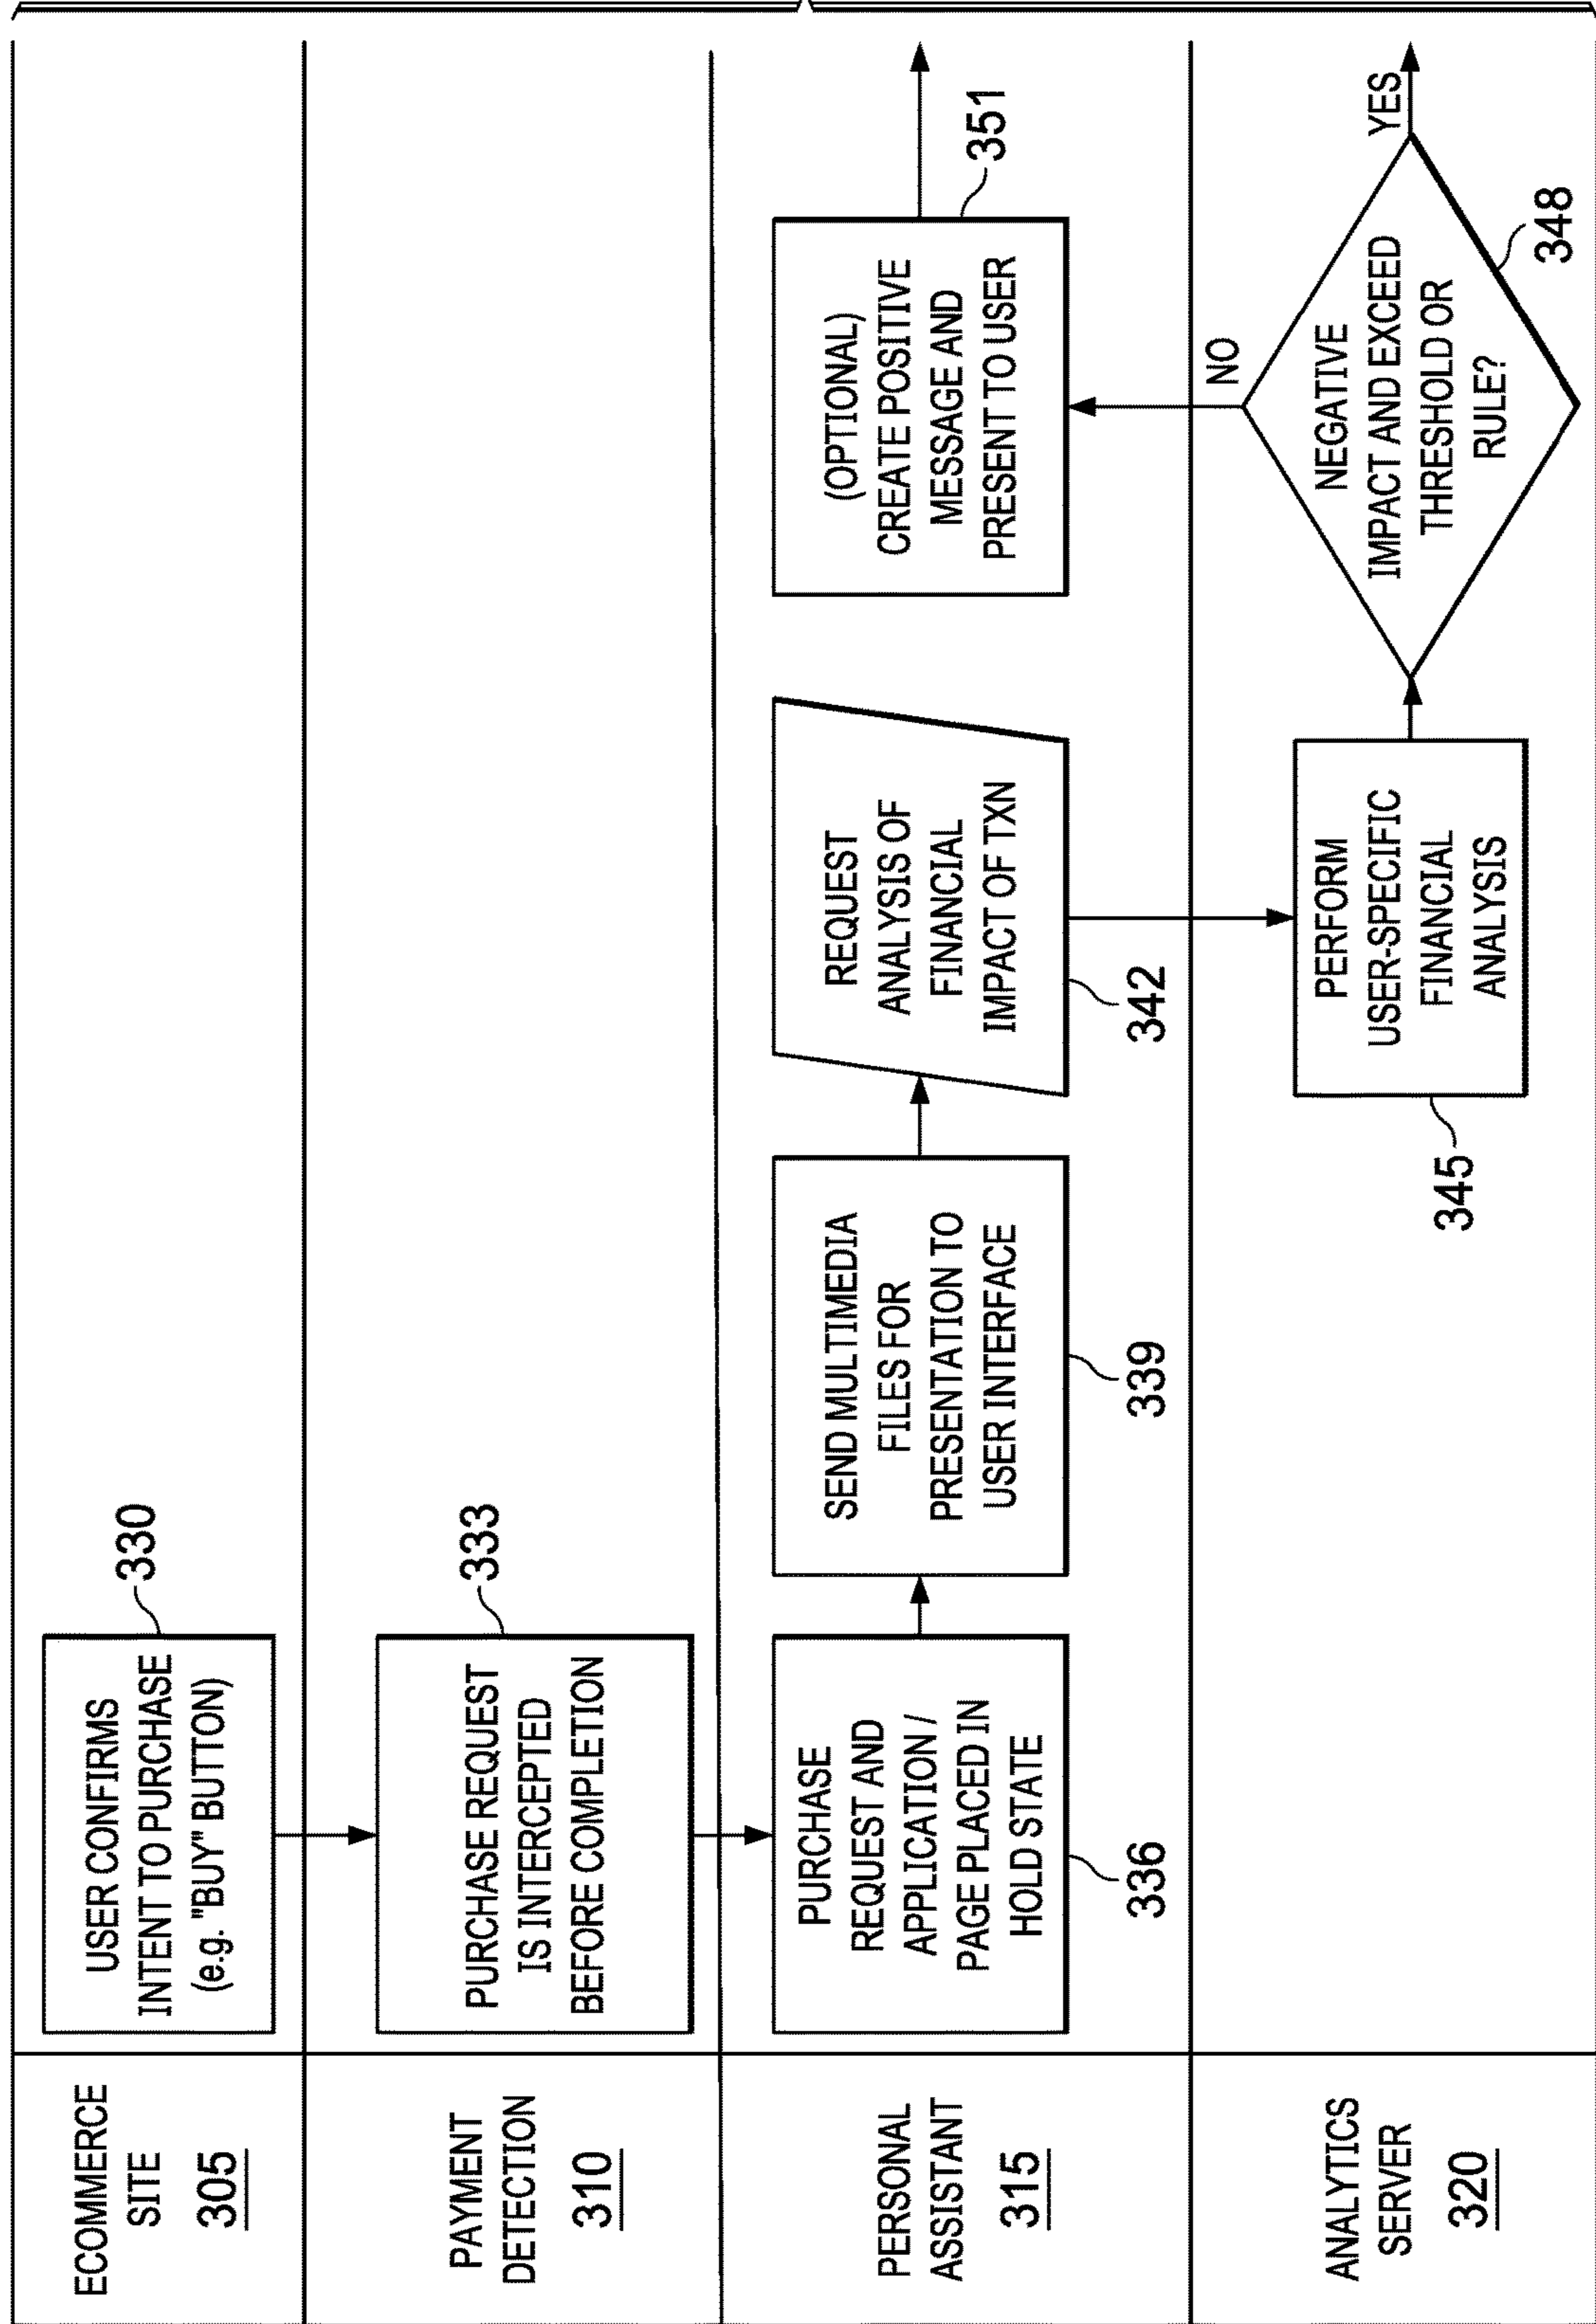 ECOMMERCE
SITE
305
USER CONFIRMS
INTENT TO PURCHASE
(e.g. "BUY" BUTTON)
330
PAYMENT
DETECTION
310
PURCHASE REQUEST
IS INTERCEPTED
BEFORE COMPLETION
333
PERSONAL
ASSISTANT
315
PURCHASE
REQUEST AND
APPLICATION /
PAGE PLACED IN
HOLD STATE
336
SEND MULTIMEDIA
FILES FOR
PRESENTATION TO
USER INTERFACE
339
REQUEST
ANALYSIS OF
FINANCIAL
IMPACT OF TXN
342
(OPTIONAL)
CREATE POSITIVE
MESSAGE AND
PRESENT TO USER
351
ANALYTICS
SERVER
320
PERFORM
USER-SPECIFIC
FINANCIAL
ANALYSIS
345
NEGATIVE
IMPACT AND EXCEED
THRESHOLD OR
RULE?
348
NO
YES